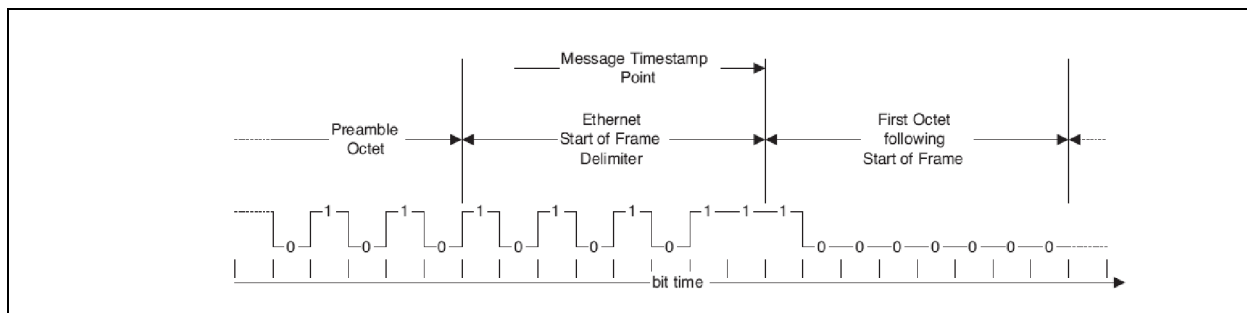 Message Timestamp
Point
Preamble
Octet
Ethernet
Start of Frame
Delimiter
First Octet
following
Start of Frame
0 1 0 1 0 1 0 1 0 1 0 1 1 1 0 0 0 0 0 0 0
bit time